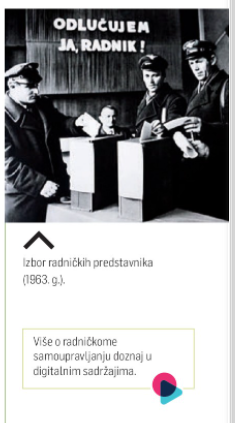 ODLUČUJEM
JA, RADNIK!
Izbor radničkih predstavnika
(1963. g.).
Više o radničkome
samoupravljanju doznaj u
digitalnim sadržajima.